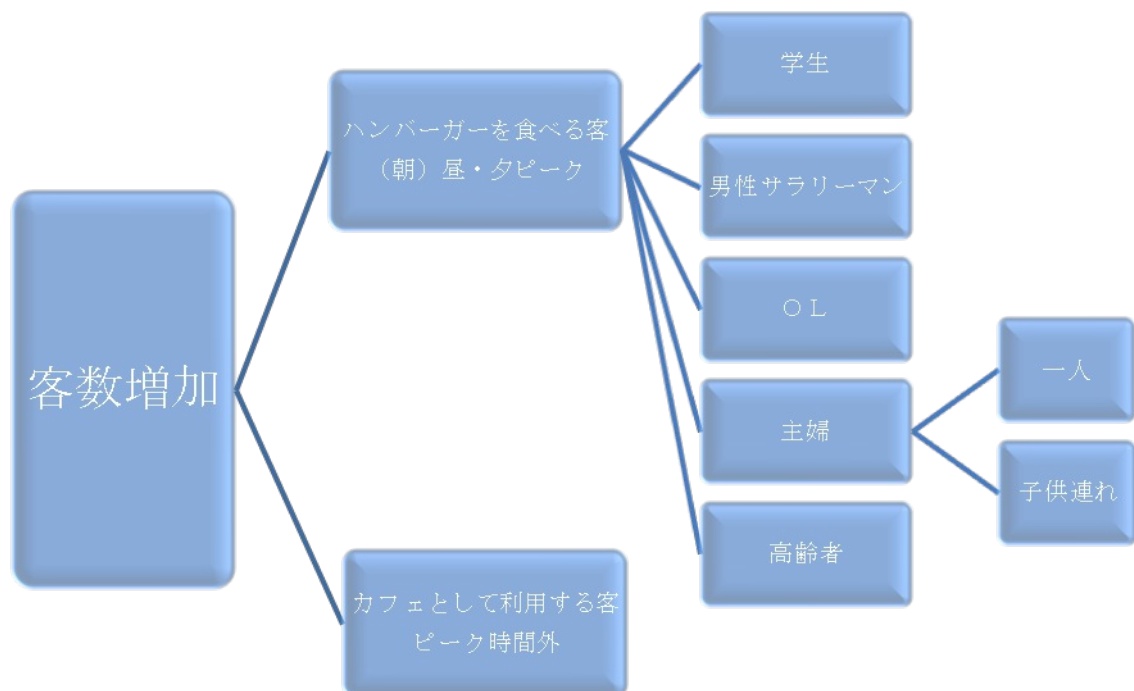 客数増加
ハンバーガーを食べる客
（朝）昼・夕ピーク
学生
男性サラリーマン
ＯＬ
主婦
一人
子供連れ
高齢者
カフェとして利用する客
ピーク時間外